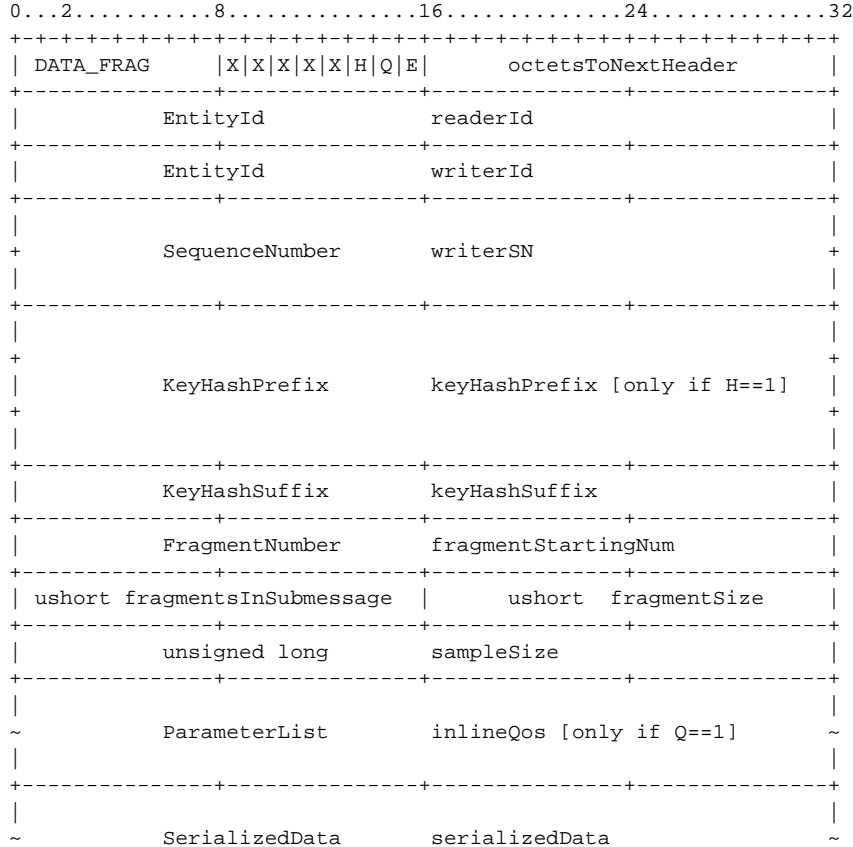 0...2...........8...............16..............24..............32
+-+-+-+-+-+-+-+-+-+-+-+-+-+-+-+-+-+-+-+-+-+-+-+-+-+-+-+-+-+-+-+-+
| DATA_FRAG     |X|X|X|X|X|H|Q|E|      octetsToNextHeader       |
+---------------+---------------+---------------+---------------+
|           EntityId             readerId                       |
+---------------+---------------+---------------+---------------+
|           EntityId             writerId                       |
+---------------+---------------+---------------+---------------+
|                                                               |
+           SequenceNumber       writerSN                       +
|                                                               |
+---------------+---------------+---------------+---------------+
|                                                               |
+                                                               +
|           KeyHashPrefix        keyHashPrefix [only if H==1]   |
+                                                               +
|                                                               |
+---------------+---------------+---------------+---------------+
|           KeyHashSuffix        keyHashSuffix                  |
+---------------+---------------+---------------+---------------+
|           FragmentNumber       fragmentStartingNum            |
+---------------+---------------+---------------+---------------+
| ushort fragmentsInSubmessage  |      ushort  fragmentSize     |
+---------------+---------------+---------------+---------------+
|           unsigned long        sampleSize                     |
+---------------+---------------+---------------+---------------+
|                                                               |
~           ParameterList        inlineQos [only if Q==1]       ~
|                                                               |
+---------------+---------------+---------------+---------------+
|                                                               |
~           SerializedData       serializedData                 ~